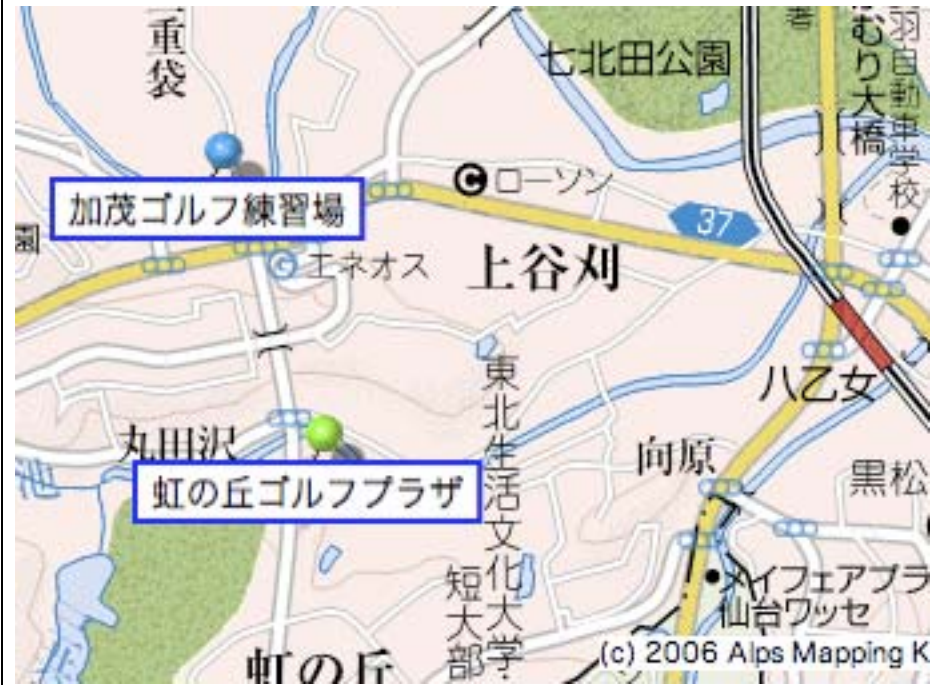 二重袋
七北田公園
かむり大橋
羽自動車学校
加茂ゴルフ練習場
ローソン
37
園
エネオス
上谷刈
八乙女
東北生活文化大学・
短大部
丸田沢
向原
黒松
虹の丘ゴルフプラザ
メイフェアプラ
仙台ワッセ
虹の丘
(c) 2006 Alps Mapping K